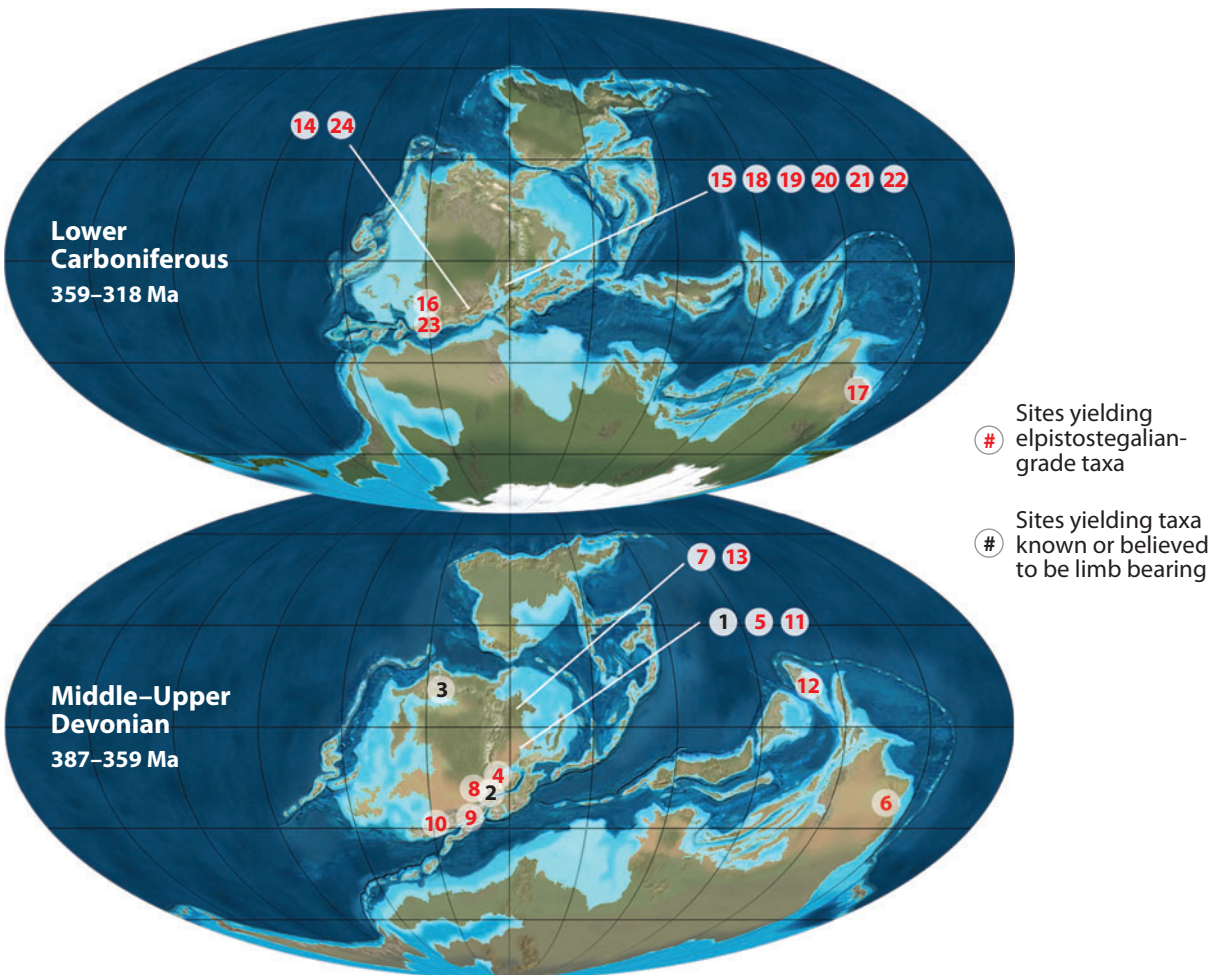 14 24
15 18 19 20 21 22
Lower
Carboniferous
359–318 Ma
16
23
17
Sites yielding
# elpistostegalian-
grade taxa
Sites yielding taxa
# known or believed
to be limb bearing
7 13
1 5 11
Middle–Upper
Devonian
387–359 Ma
3
12
4
8 2
6
10 9